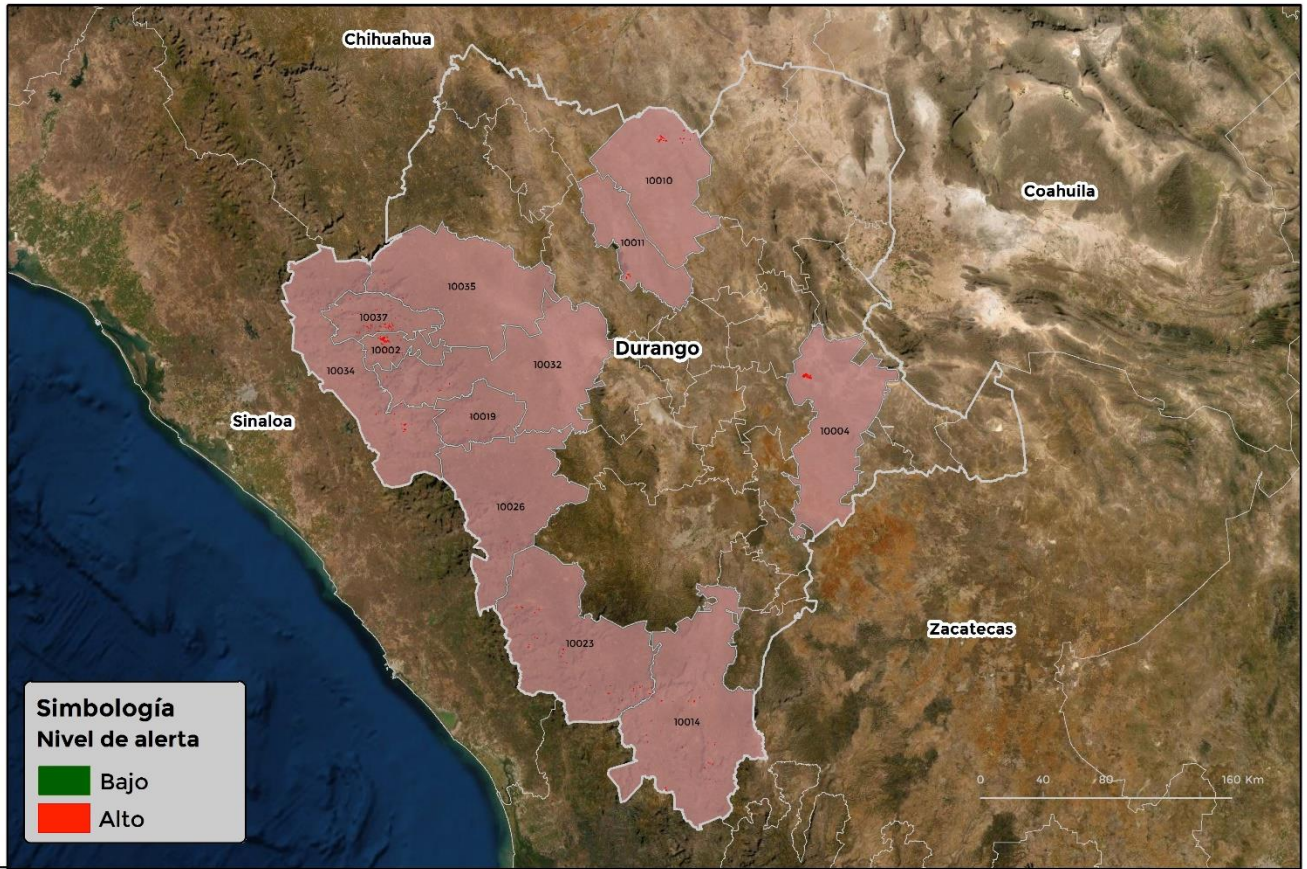 Chihuahua
10010
Coahuila
10011
10035
10037
Durango
10002
10032
10034
Sinaloa
10019
10004
10026
Zacatecas
10023
Simbología
Nivel de alerta
10014
Bajo
0 40 80 160 Km
Alto